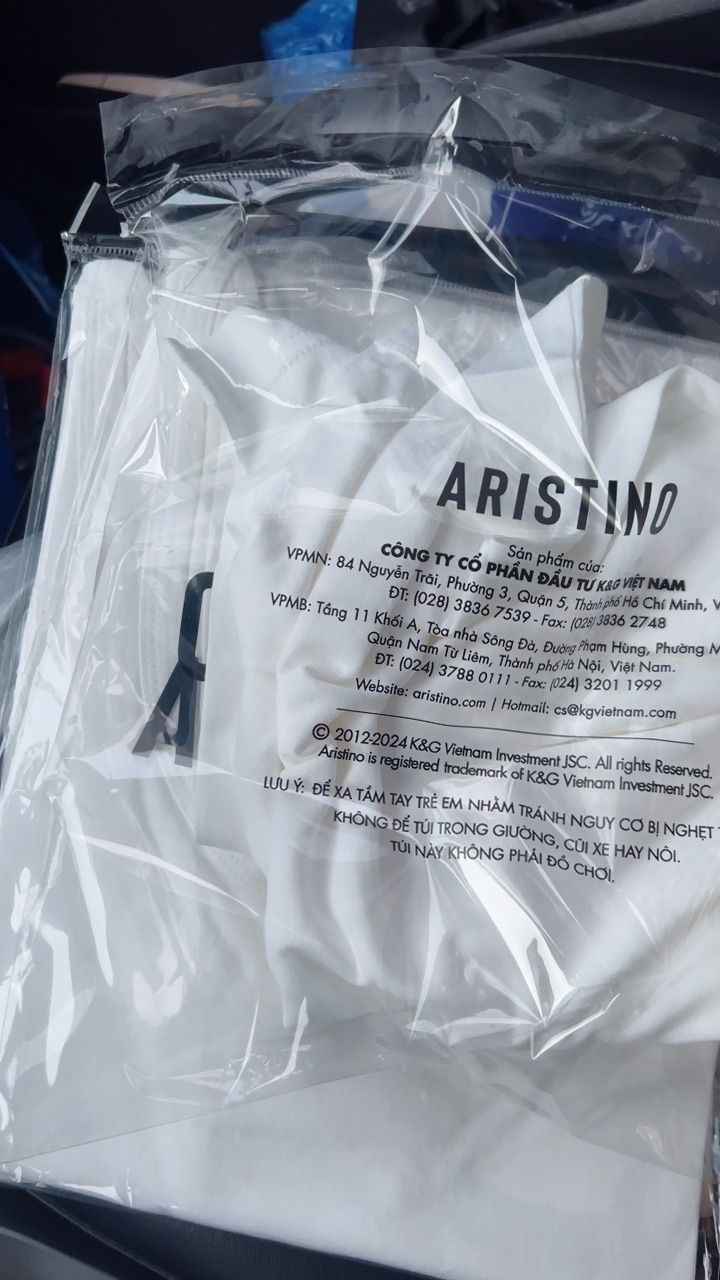 ARISTINO
Sản phẩm của:
CÔNG TY CỔ PHẦN ĐẦU TƯ K&G VIỆT NAM
VPMN: 84 Nguyễn Trãi, Phường 3, Quận 5, Thành phố Hồ Chí Minh,
ĐT: (028) 3836 7539 - Fax: (028) 3836 2748
VPMB: Tầng 11 Khối A, Tòa nhà Sông Đà, Đường Phạm Hùng, Phường
Quận Nam Từ Liêm, Thành phố Hà Nội, Việt Nam.
ĐT: (024) 3788 0111 - Fax: (024) 3201 1999
Website: aristino.com | Hotmail: cs@kgvietnam.com
© 2012-2024 K&G Vietnam Investment JSC. All rights Reserved.
Aristino is registered trademark of K&G Vietnam Investment JSC.
LƯU Ý: ĐỂ XA TẦM TAY TRẺ EM NHẰM TRÁNH NGUY CƠ BỊ NGHẸT
KHÔNG ĐỂ TÚI TRONG GIƯỜNG, CŨI XE HAY NÔI.
TÚI NÀY KHÔNG PHẢI ĐỒ CHƠI.